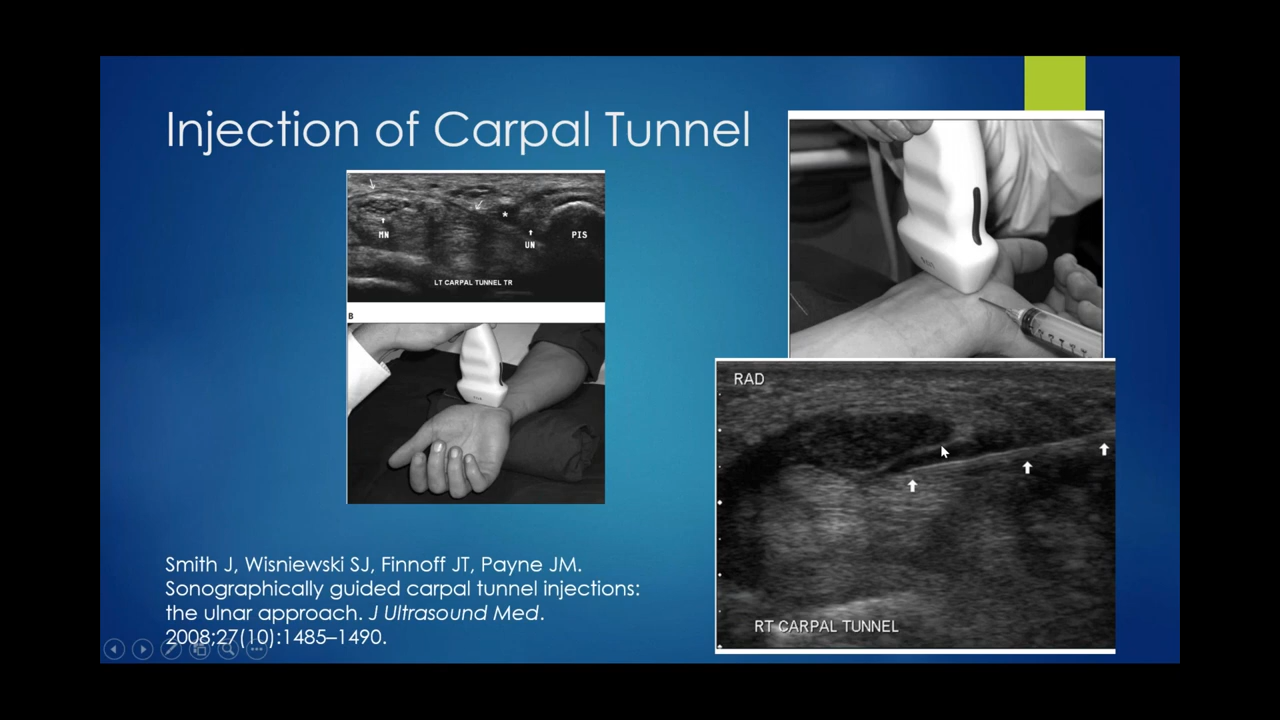 Injection of Carpal Tunnel
MN
*
UN
PIS
LT CARPAL TUNNEL TR
B
RAD
RT CARPAL TUNNEL
Smith J, Wisniewski SJ, Finnoff JT, Payne JM.
Sonographically guided carpal tunnel injections:
the ulnar approach. J Ultrasound Med.
2008;27(10):1485–1490.